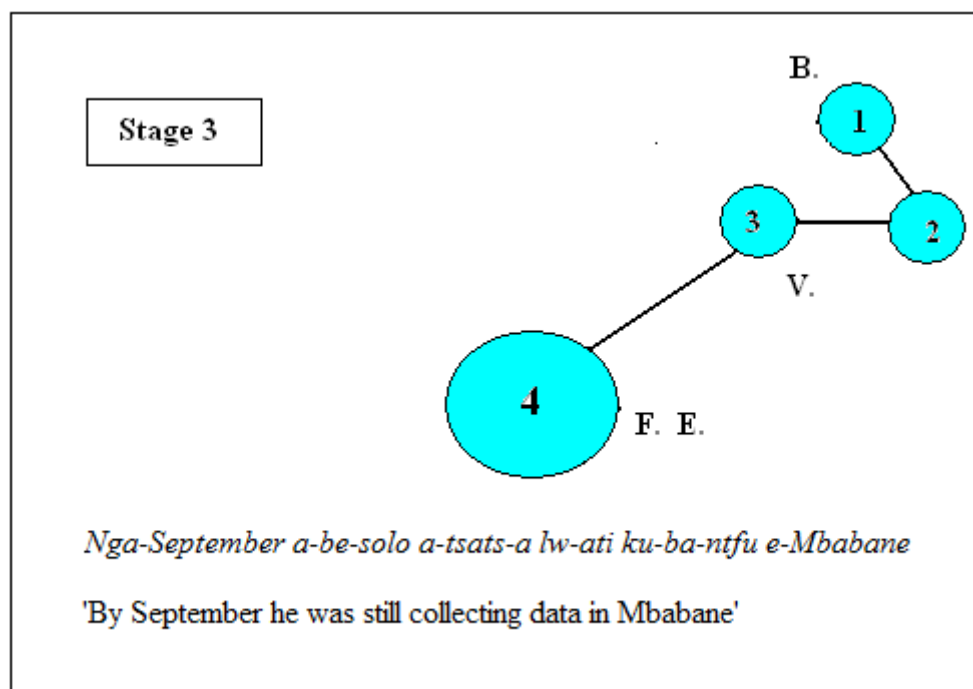 B.
1
Stage 3
3
2
V.
4
F. E.
Nga-September a-be-solo a-tsats-a lw-ati ku-ba-ntfu e-Mbabane
'By September he was still collecting data in Mbabane'